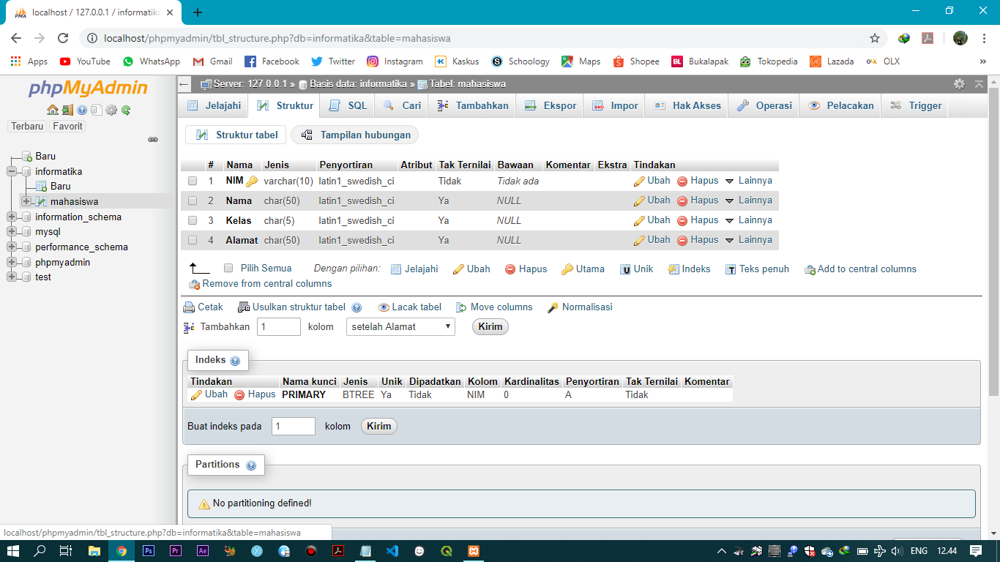 localhost / 127.0.0.1 / informatika
localhost/phpmyadmin/tbl_structure.php?db=informatika&table=mahasiswa
Apps YouTube WhatsApp Gmail Facebook Twitter Instagram Kaskus Schoology Maps Shopee Bukalapak Tokopedia Lazada OLX
phpMyAdmin
Terbaru Favorit
Baru
informatika
Baru
mahasiswa
information_schema
mysql
performance_schema
phpmyadmin
test
Server: 127.0.0.1 » Basis data: informatika » Tabel: mahasiswa
Jelajahi Struktur SQL Cari Tambahkan Ekspor Impor Hak Akses Operasi Pelacakan Trigger
Struktur tabel Tampilan hubungan
# Nama Jenis Penyortiran Atribut Tak Ternilai Bawaan Komentar Ekstra Tindakan
1 NIM varchar(10) latin1_swedish_ci Tidak Tidak ada Ubah Hapus Lainnya
2 Nama char(50) latin1_swedish_ci Ya NULL Ubah Hapus Lainnya
3 Kelas char(5) latin1_swedish_ci Ya NULL Ubah Hapus Lainnya
4 Alamat char(50) latin1_swedish_ci Ya NULL Ubah Hapus Lainnya
Pilih Semua Dengan pilihan: Jelajahi Ubah Hapus Utama Unik Indeks Teks penuh Add to central columns
Remove from central columns
Cetak Usulkan struktur tabel Lacak tabel Move columns Normalisasi
Tambahkan 1 kolom setelah Alamat Kirim
Indeks
Tindakan Nama kunci Jenis Unik Dipadatkan Kolom Kardinalitas Penyortiran Tak Ternilai Komentar
Ubah Hapus PRIMARY BTREE Ya Tidak NIM 0 A Tidak
Buat indeks pada 1 kolom Kirim
Partitions
No partitioning defined!
localhost/phpmyadmin/tbl_structure.php?db=informatika&table=mahasiswa
ENG 12.44